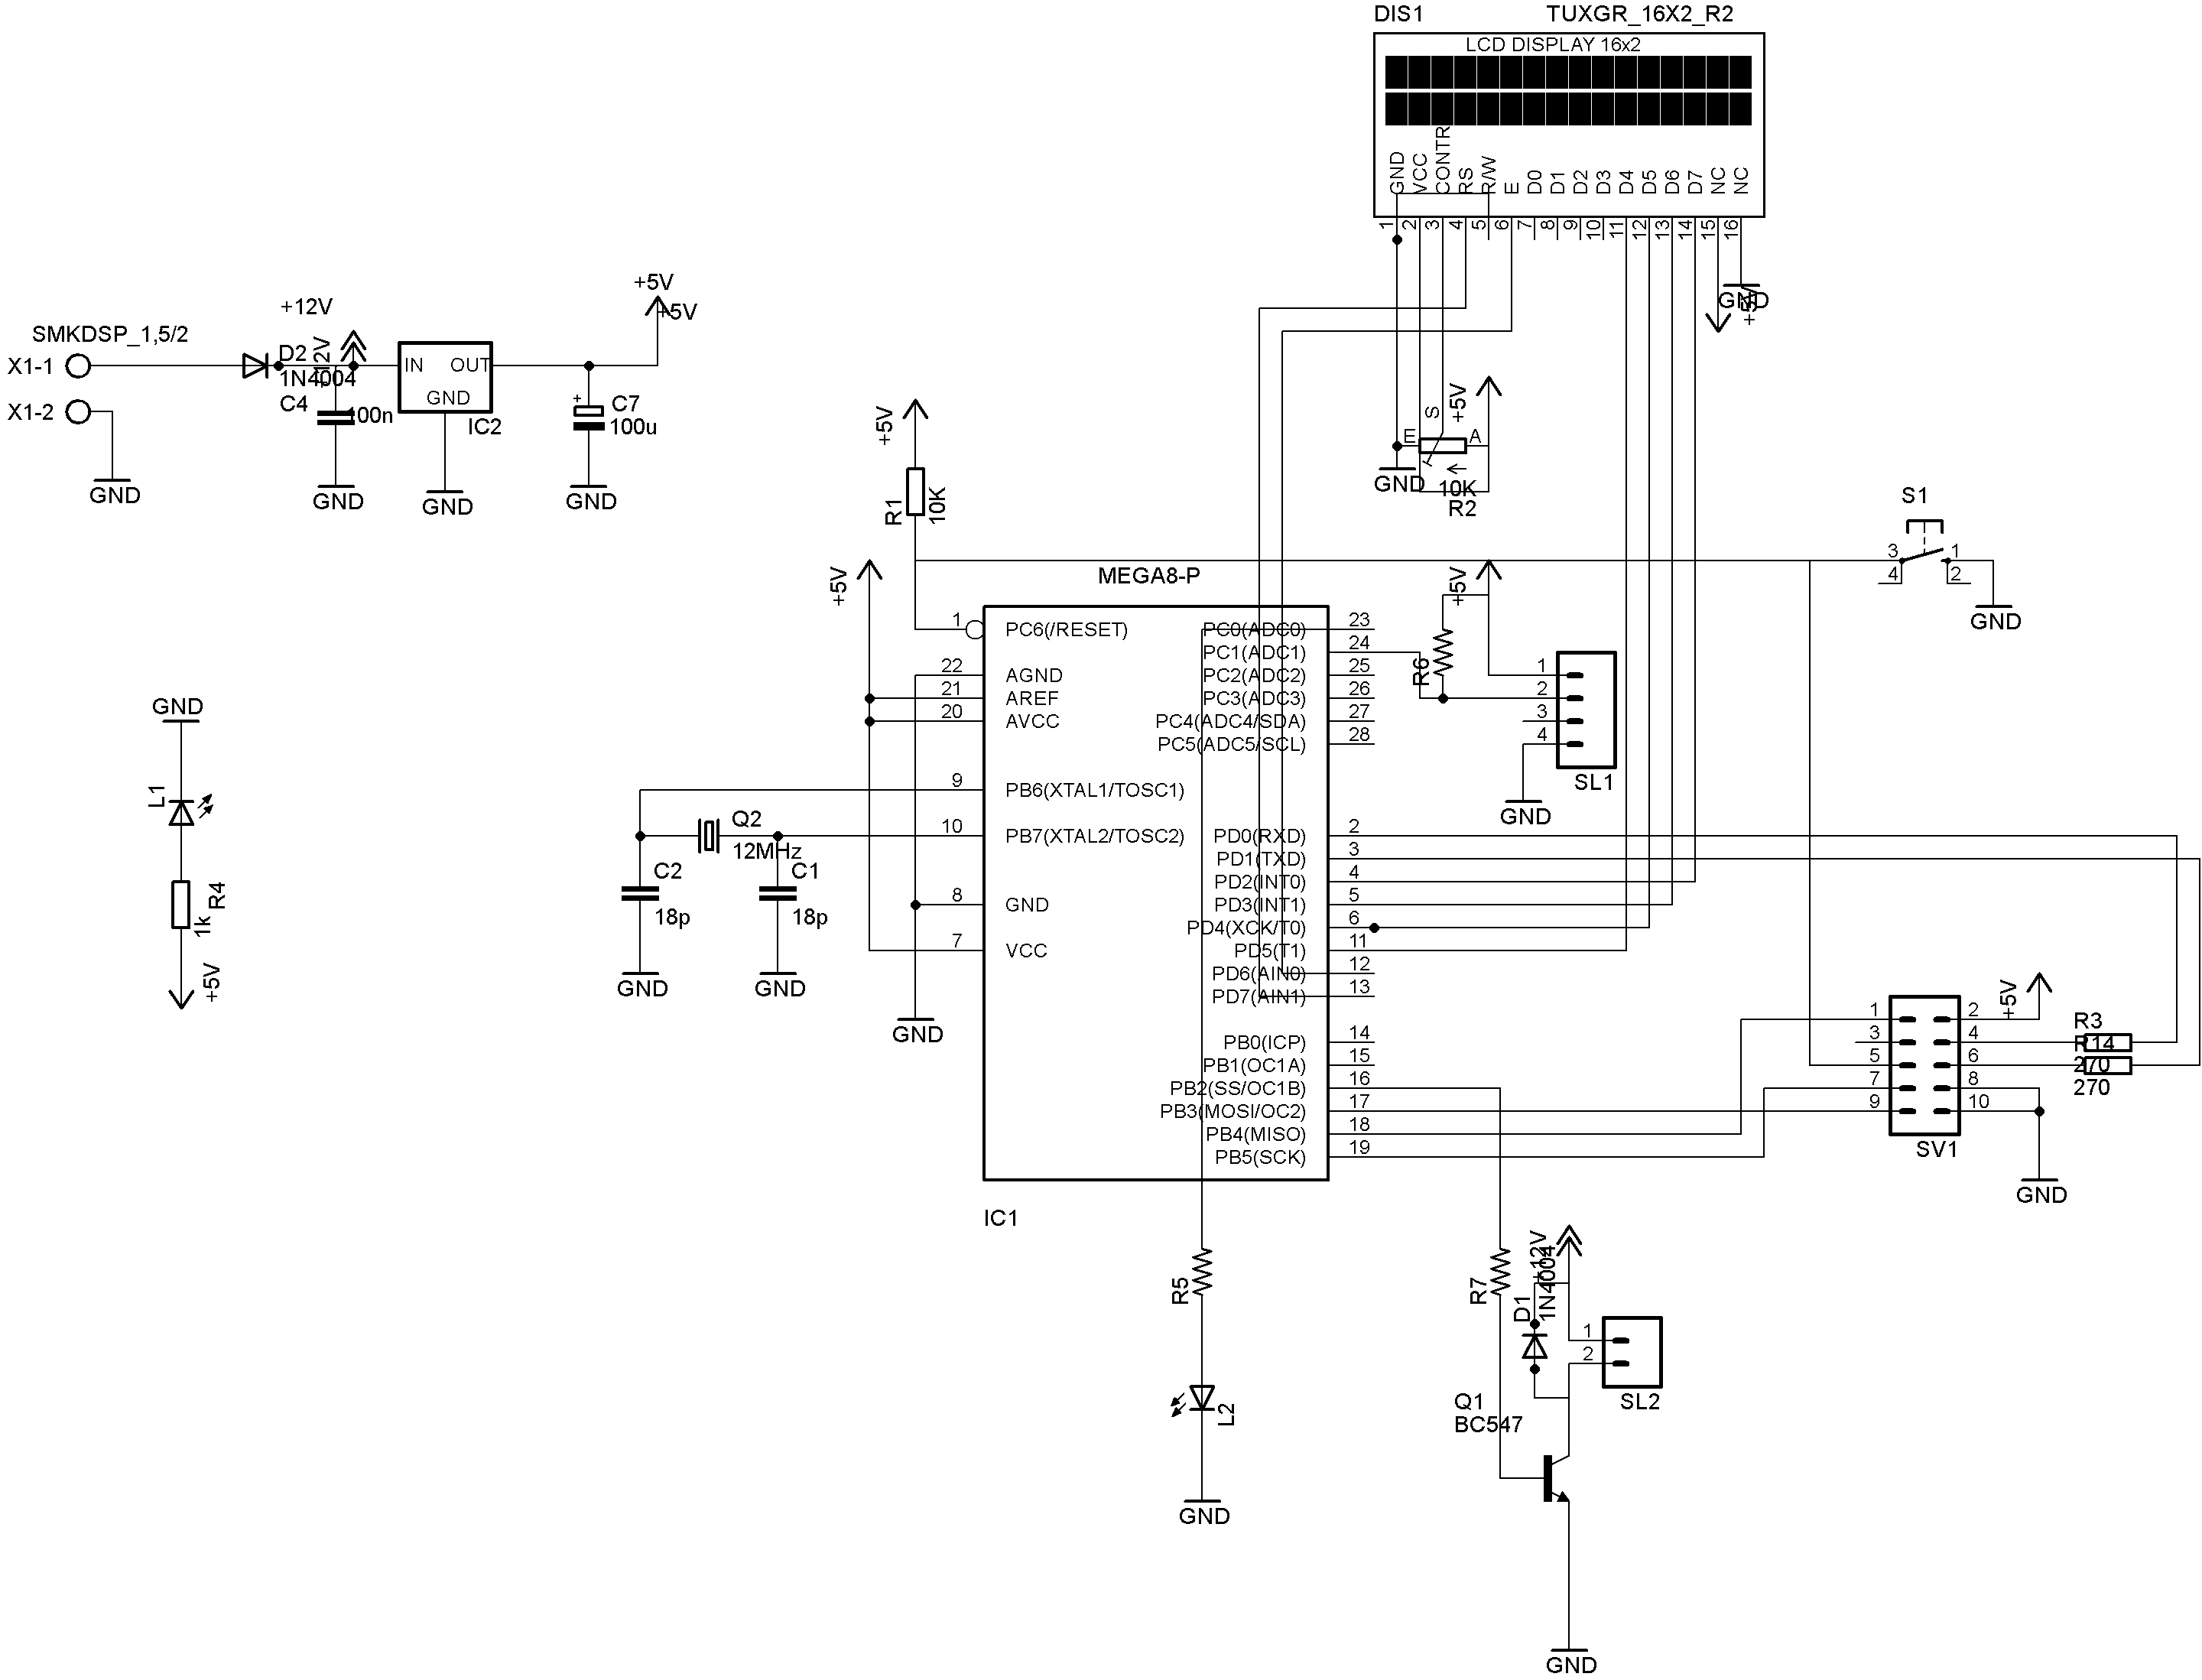 DIS1 TUXGR_16X2_R2
LCD DISPLAY 16x2
GND VCC CONTR RS R/W E D0 D1 D2 D3 D4 D5 D6 D7 NC NC
1 2 3 4 5 6 7 8 9 10 11 12 13 14 15 16
GND
+5V
+5V
+5V
+12V
SMKDSP_1,5/2
X1-1
X1-2
GND
D2
1N4004
+12V
C4
100n
GND
IN OUT
GND
IC2
GND
C7
+
100u
GND
+5V
R1
10K
S
+5V
E A
GND
10K
R2
S1
3 1
4 2
GND
+5V
MEGA8-P
1 PC6(/RESET)
22 AGND
21 AREF
20 AVCC
9 PB6(XTAL1/TOSC1)
10 PB7(XTAL2/TOSC2)
8 GND
7 VCC
PC0(ADC0) 23
PC1(ADC1) 24
PC2(ADC2) 25
PC3(ADC3) 26
PC4(ADC4/SDA) 27
PC5(ADC5/SCL) 28
PD0(RXD) 2
PD1(TXD) 3
PD2(INT0) 4
PD3(INT1) 5
PD4(XCK/T0) 6
PD5(T1) 11
PD6(AIN0) 12
PD7(AIN1) 13
PB0(ICP) 14
PB1(OC1A) 15
PB2(SS/OC1B) 16
PB3(MOSI/OC2) 17
PB4(MISO) 18
PB5(SCK) 19
IC1
GND
+5V
R6
1
2
3
4
SL1
GND
GND
L1
R4
1k
+5V
Q2
12MHz
C2
18p
GND
C1
18p
GND
+5V
1 2
3 4
5 6
7 8
9 10
SV1
R3
R14
270
270
GND
R5
L2
GND
R7
+12V
D1
1N4004
1
2
SL2
Q1
BC547
GND